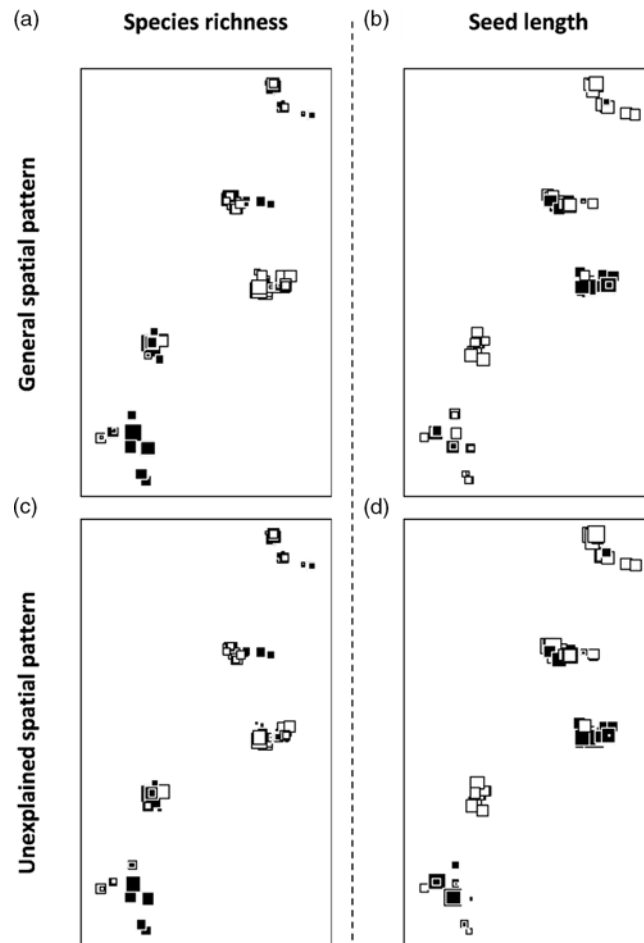 (a)
Species richness
(b)
Seed length
General spatial pattern
(c)
(d)
Unexplained spatial pattern